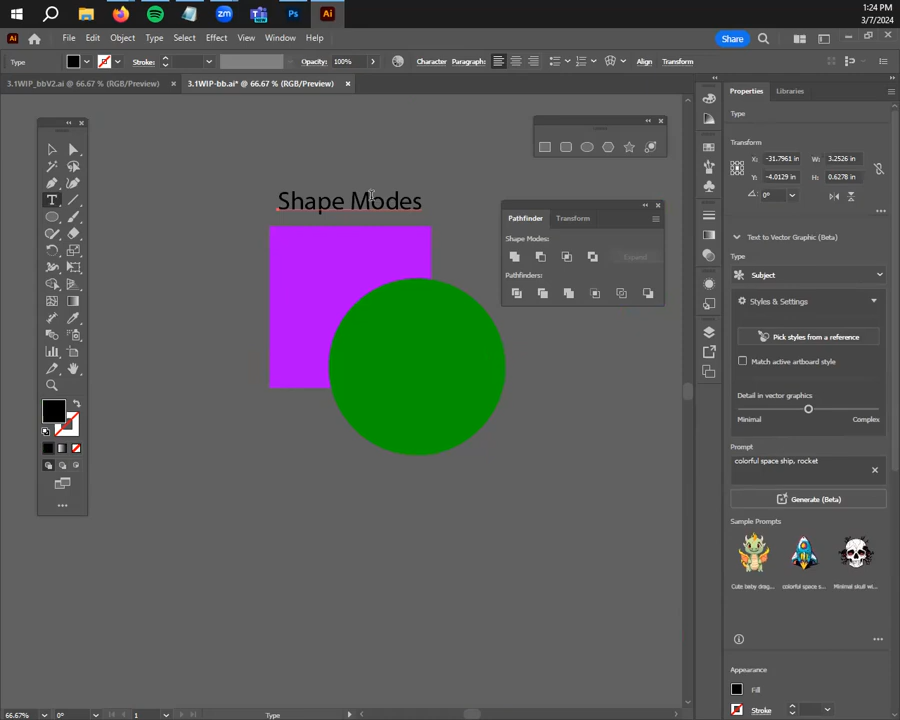 1:24 PM
3/7/2024
File Edit Object Type Select Effect View Window Help
Share
Type Stroke: Opacity: 100% Character Paragraph: Align Transform
3.1WIP_bbV2.ai @ 66.67 % (RGB/Preview) × 3.1WIP-bb.ai* @ 66.67 % (RGB/Preview) ×
Properties Libraries
Type
Transform
X: -31.7961 in W: 3.2526 in
Y: -4.0129 in H: 0.6278 in
0°
Shape Modes
Pathfinder Transform
Shape Modes:
Expand
Pathfinders:
Text to Vector Graphic (Beta)
Type
Subject
Styles & Settings
Pick styles from a reference
Match active artboard style
Detail in vector graphics
Minimal Complex
Prompt
colorful space ship, rocket
Generate (Beta)
Sample Prompts
Cute baby drag... colorful space s... Minimal skull wi...
Appearance
Fill
Stroke
66.67% 0° 1 Type